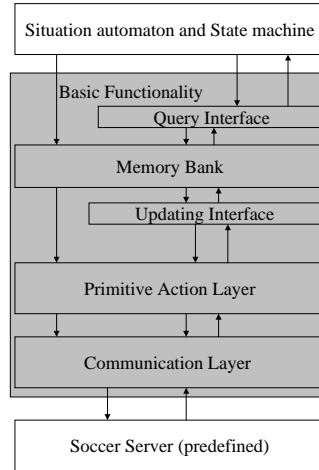 Situation automaton and State machine
Basic Functionality
Query Interface
Memory Bank
Updating Interface
Primitive Action Layer
Communication Layer
Soccer Server (predefined)